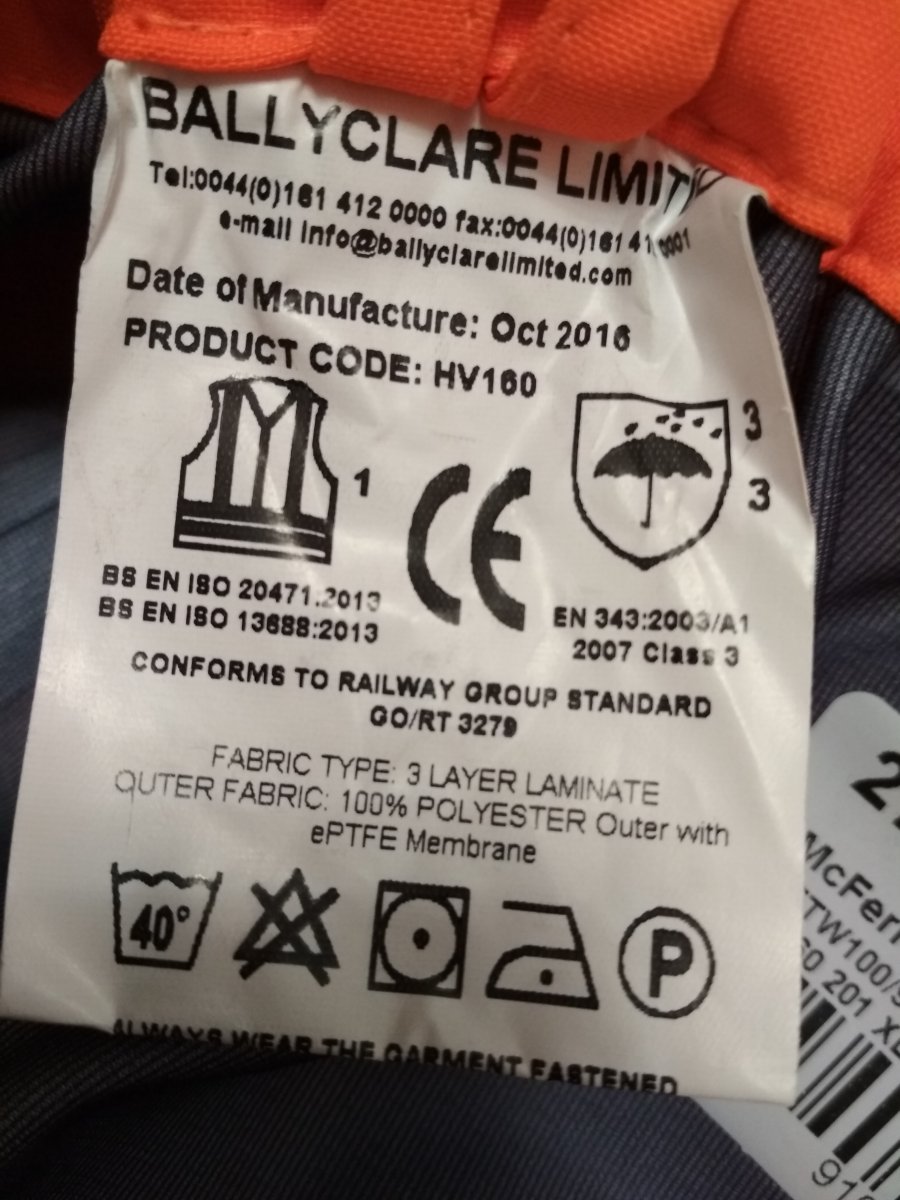 BALLYCLARE
Tel:0044(0)161 412 0000 fax:0044(0)161
e-mail info@ballyclarelimited.com
Date of Manufacture: Oct 2016
PRODUCT CODE: HV160
1
3
3
CE
BS EN ISO 20471:2013
BS EN ISO 13688:2013
EN 343:2003/A1
2007 Class 3
CONFORMS TO RAILWAY GROUP STANDARD
GO/RT 3279
FABRIC TYPE: 3 LAYER LAMINATE
OUTER FABRIC: 100% POLYESTER Outer with
ePTFE Membrane
40°
P
ALWAYS WEAR THE GARMENT FASTENED
201